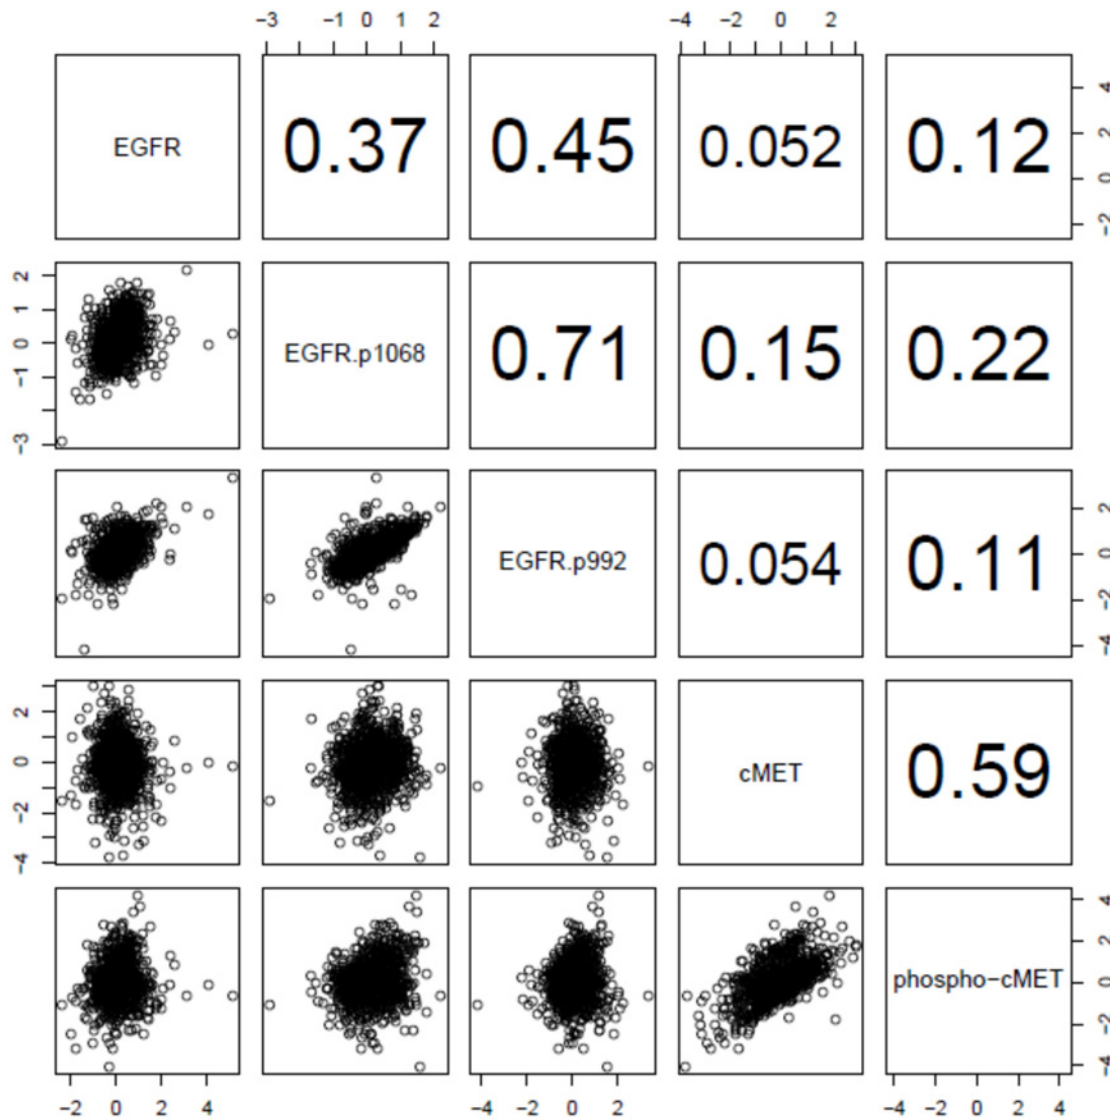 −3 −1 0 1 2 −4 −2 0 2
EGFR 0.37 0.45 0.052 0.12
−2 0 2 4
−3 −1 0 1 2
EGFR.p1068 0.71 0.15 0.22
EGFR.p992 0.054 0.11
−4 −2 0 2
−4 −2 0 2
cMET 0.59
phospho−cMET
−4 −2 0 2 4
−2 0 2 4 −4 −2 0 2 −4 −2 0 2 4